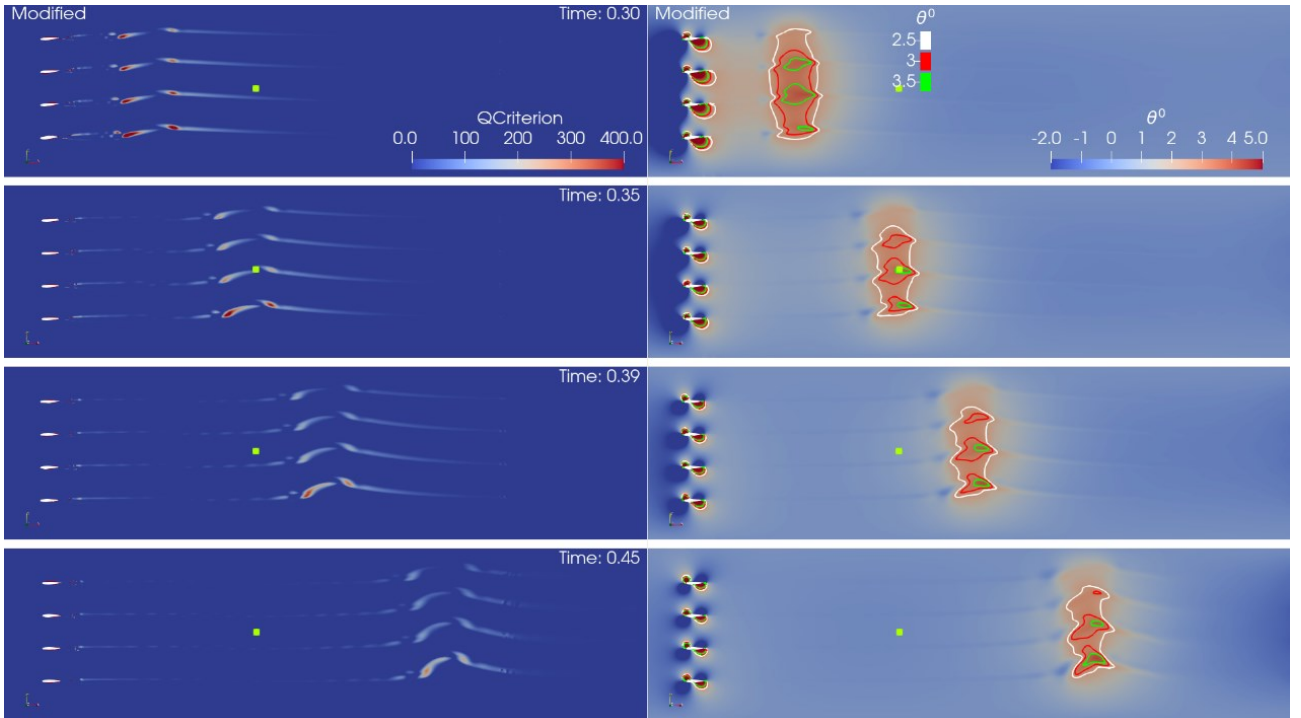 Modified
Time: 0.30
QCriterion
0.0 100 200 300 400.0
Modified
θ⁰
2.5
3
3.5
θ⁰
-2.0 -1 0 1 2 3 4 5.0
Time: 0.35
Time: 0.39
Time: 0.45